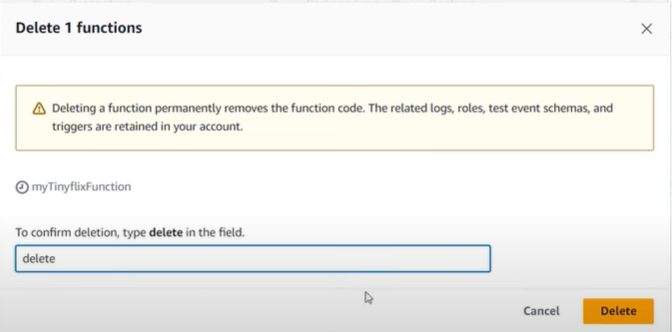 Delete 1 functions
Deleting a function permanently removes the function code. The related logs, roles, test event schemas, and
triggers are retained in your account.
myTinyflixFunction
To confirm deletion, type delete in the field.
delete
Cancel Delete